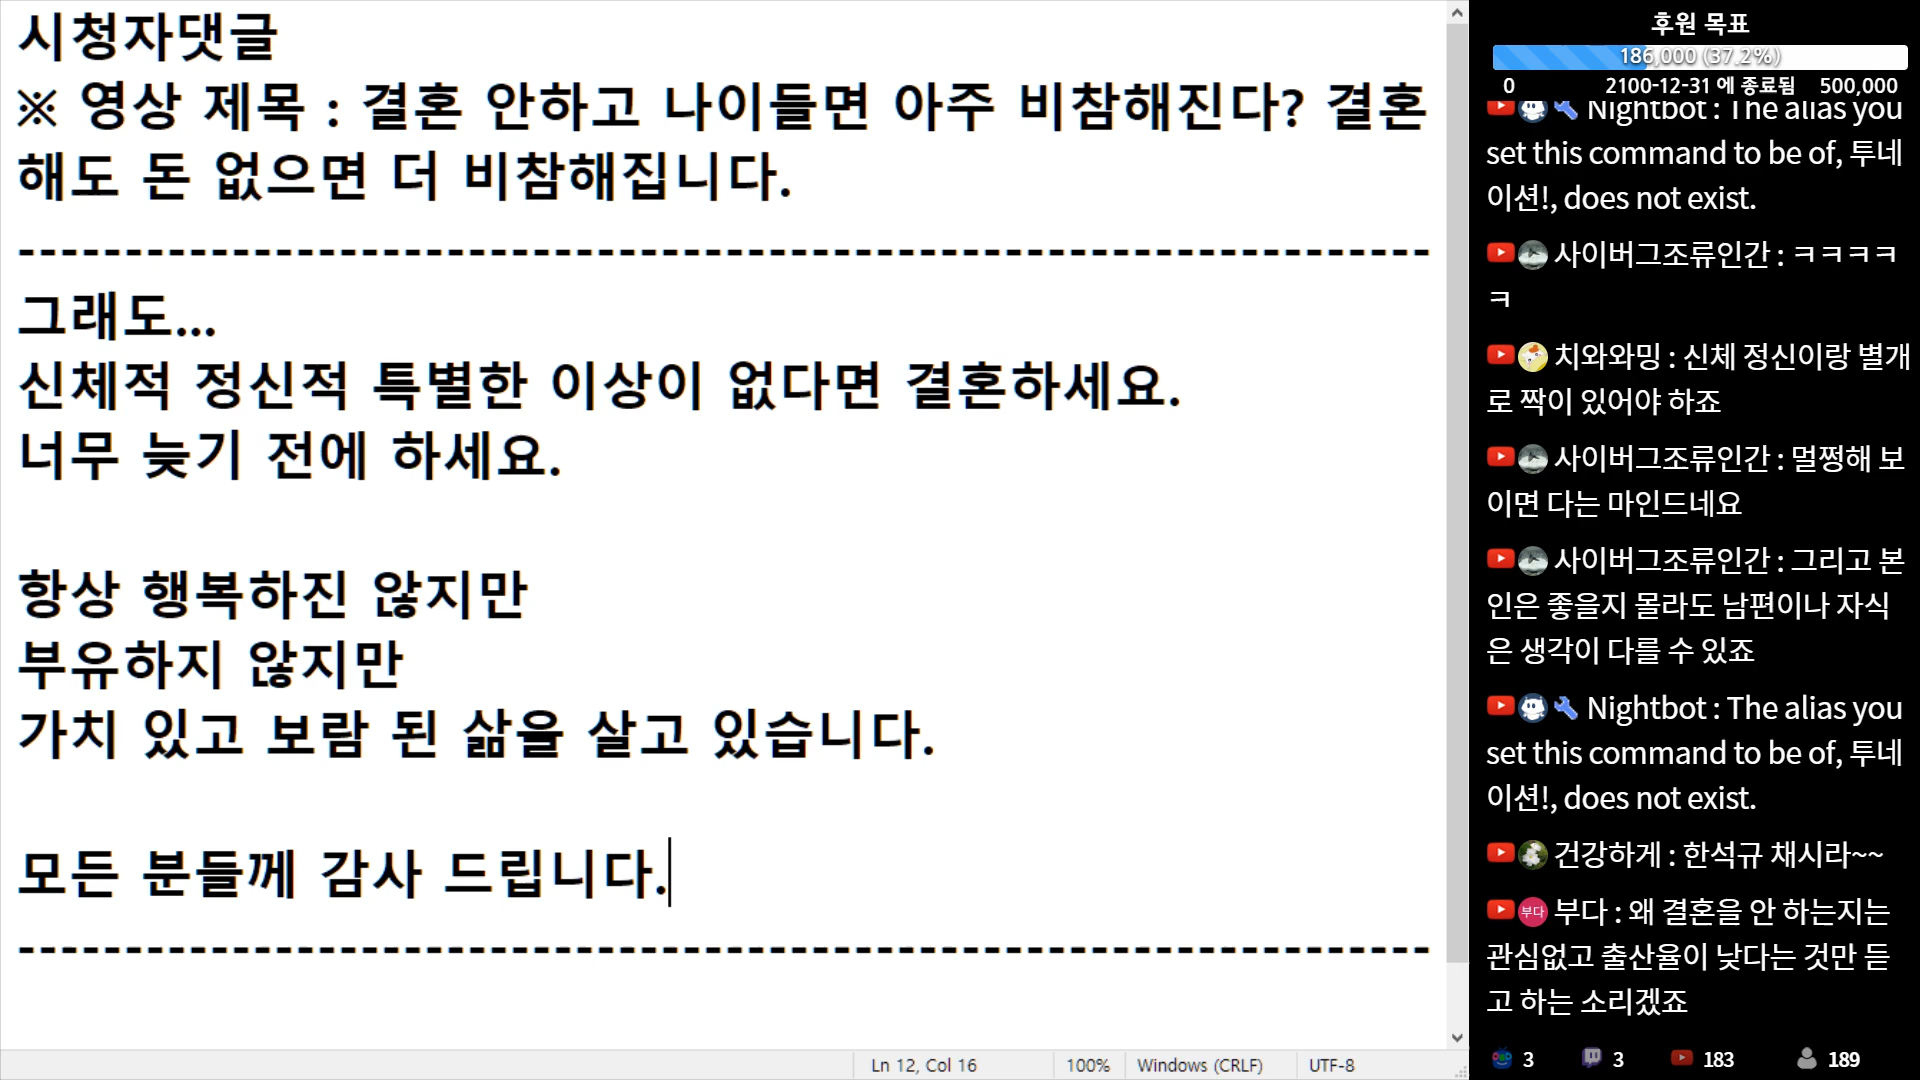 시청자댓글
※ 영상 제목 : 결혼 안하고 나이들면 아주 비참해진다? 결혼
해도 돈 없으면 더 비참해집니다.
------------------------------------------------------------------
그래도...
신체적 정신적 특별한 이상이 없다면 결혼하세요.
너무 늦기 전에 하세요.
항상 행복하진 않지만
부유하지 않지만
가치 있고 보람 된 삶을 살고 있습니다.
모든 분들께 감사 드립니다.
------------------------------------------------------------------
Ln 12, Col 16
100%
Windows (CRLF)
UTF-8
후원 목표
186,000 (37.2%)
0 2100-12-31 에 종료됨 500,000
Nightbot : The alias you
set this command to be of, 투네
이션!, does not exist.
사이버그조류인간 : ㅋㅋㅋㅋ
ㅋ
치와와밍 : 신체 정신이랑 별개
로 짝이 있어야 하죠
사이버그조류인간 : 멀쩡해 보
이면 다는 마인드네요
사이버그조류인간 : 그리고 본
인은 좋을지 몰라도 남편이나 자식
은 생각이 다를 수 있죠
Nightbot : The alias you
set this command to be of, 투네
이션!, does not exist.
건강하게 : 한석규 채시라~~
부다 부다 : 왜 결혼을 안 하는지는
관심없고 출산율이 낮다는 것만 듣
고 하는 소리겠죠
3 3 183 189